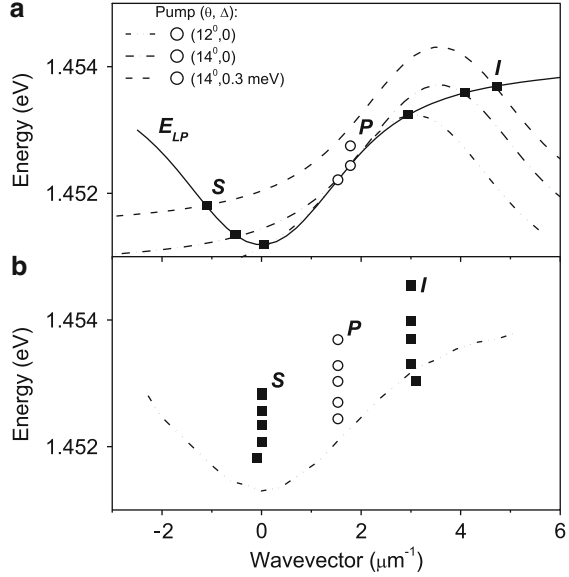 a
Pump (θ, Δ):
(12⁰,0)
(14⁰,0)
(14⁰,0.3 meV)
Energy (eV)
1.454
1.452
E_LP
S
P
I
b
Energy (eV)
1.454
1.452
S
P
I
-2 0 2 4 6
Wavevector (μm⁻¹)